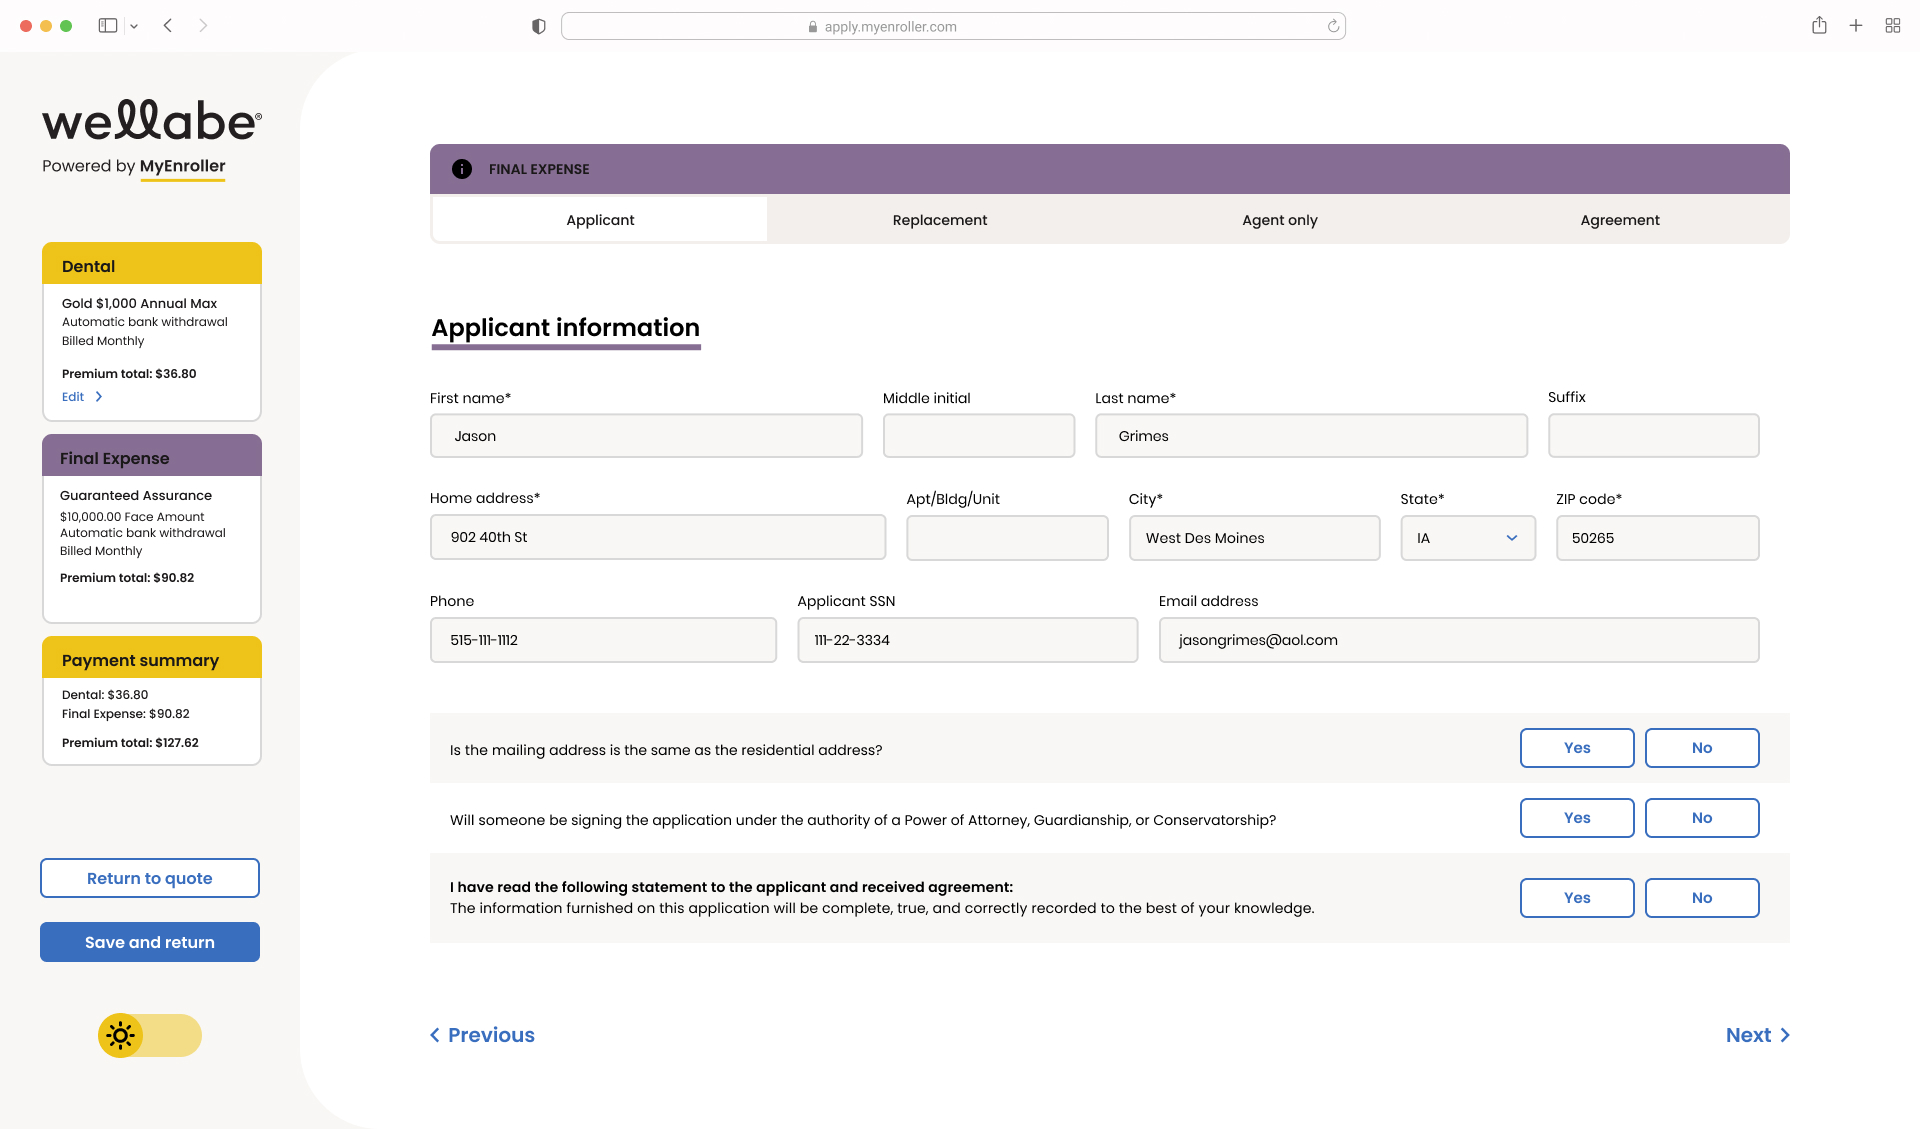 apply.myenroller.com
wellabe®
Powered by MyEnroller
Dental
Gold $1,000 Annual Max
Automatic bank withdrawal
Billed Monthly
Premium total: $36.80
Edit
Final Expense
Guaranteed Assurance
$10,000.00 Face Amount
Automatic bank withdrawal
Billed Monthly
Premium total: $90.82
Payment summary
Dental: $36.80
Final Expense: $90.82
Premium total: $127.62
Return to quote
Save and return
FINAL EXPENSE
Applicant Replacement Agent only Agreement
Applicant information
First name* Middle initial Last name* Suffix
Jason Grimes
Home address* Apt/Bldg/Unit City* State* ZIP code*
902 40th St West Des Moines IA 50265
Phone Applicant SSN Email address
515-111-1112 111-22-3334 jasongrimes@aol.com
Is the mailing address is the same as the residential address? Yes No
Will someone be signing the application under the authority of a Power of Attorney, Guardianship, or Conservatorship? Yes No
I have read the following statement to the applicant and received agreement:
The information furnished on this application will be complete, true, and correctly recorded to the best of your knowledge. Yes No
Previous Next